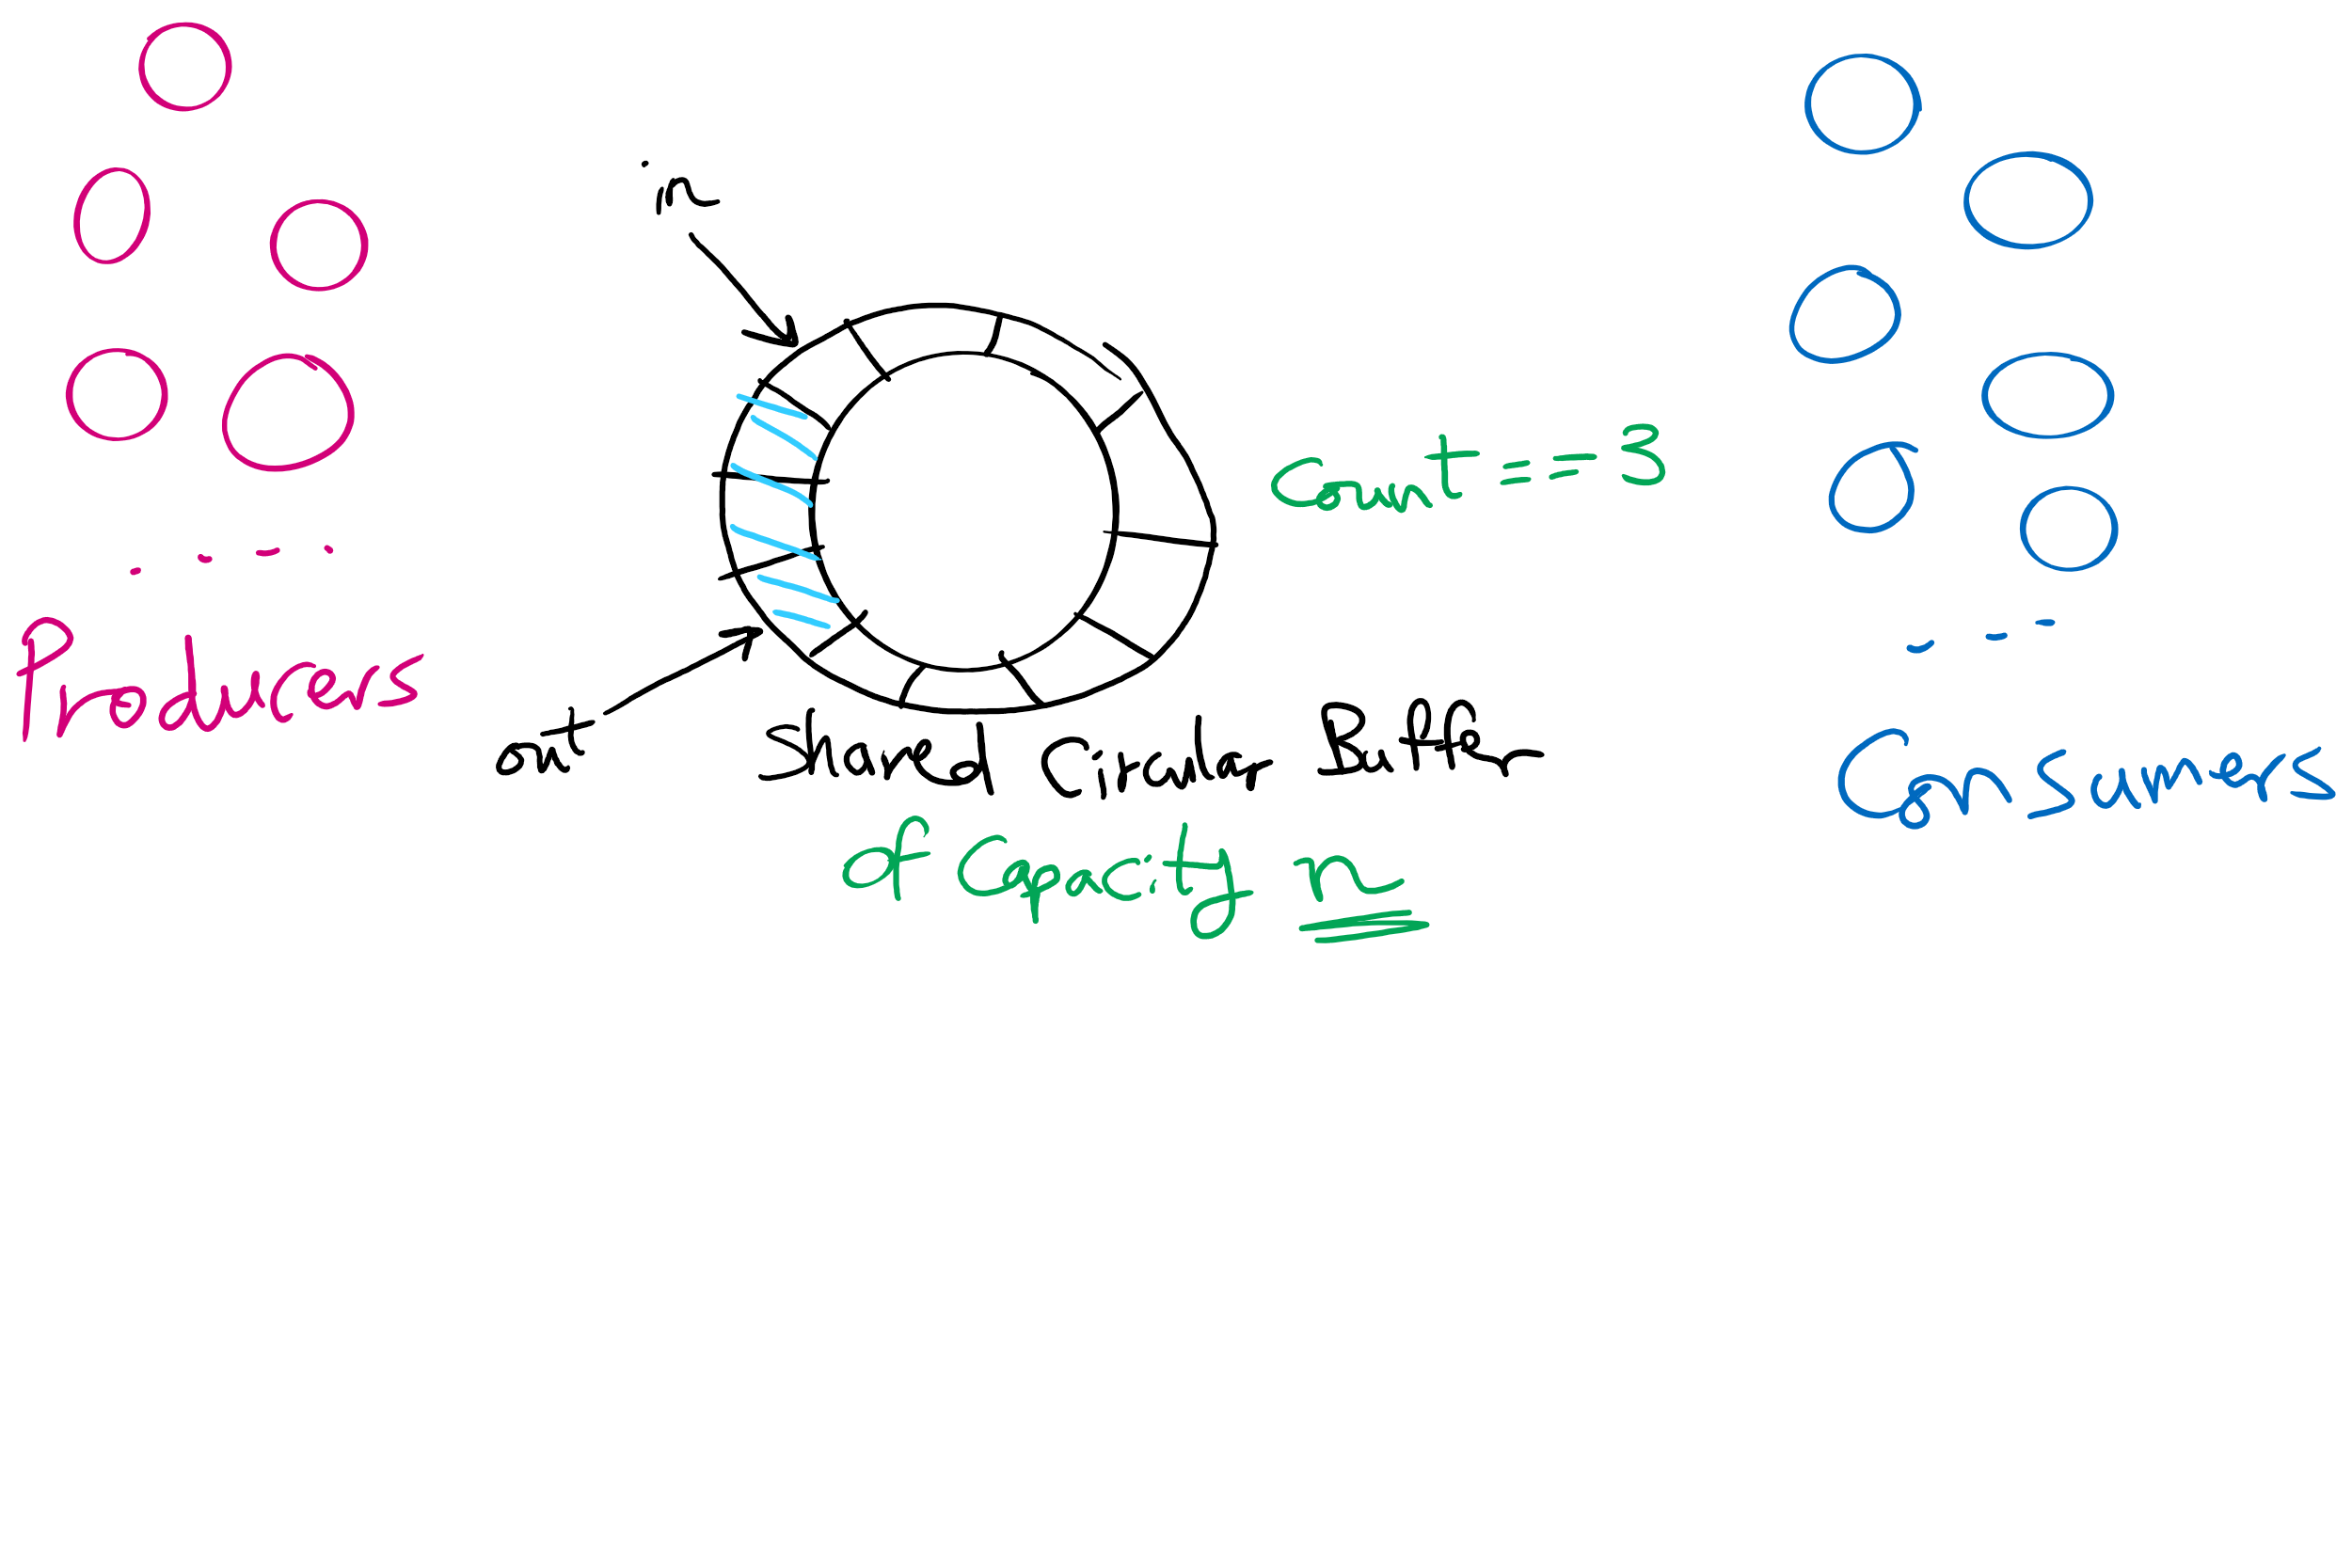 in
count == 3
out
Producers
Shared Circular Buffer
Consumers
of Capacity n